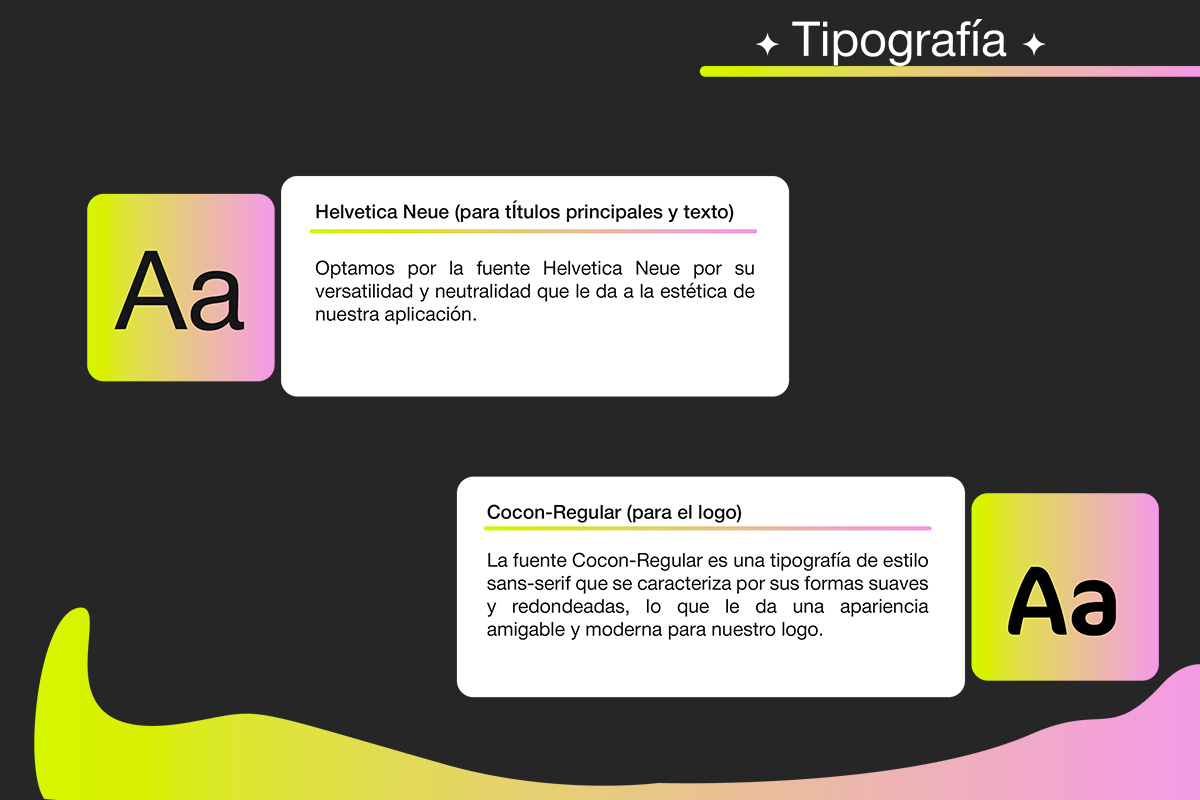 ✦ Tipografía ✦
Aa
Helvetica Neue (para tÍtulos principales y texto)
Optamos por la fuente Helvetica Neue por su
versatilidad y neutralidad que le da a la estética de
nuestra aplicación.
Cocon-Regular (para el logo)
La fuente Cocon-Regular es una tipografía de estilo
sans-serif que se caracteriza por sus formas suaves
y redondeadas, lo que le da una apariencia
amigable y moderna para nuestro logo.
Aa